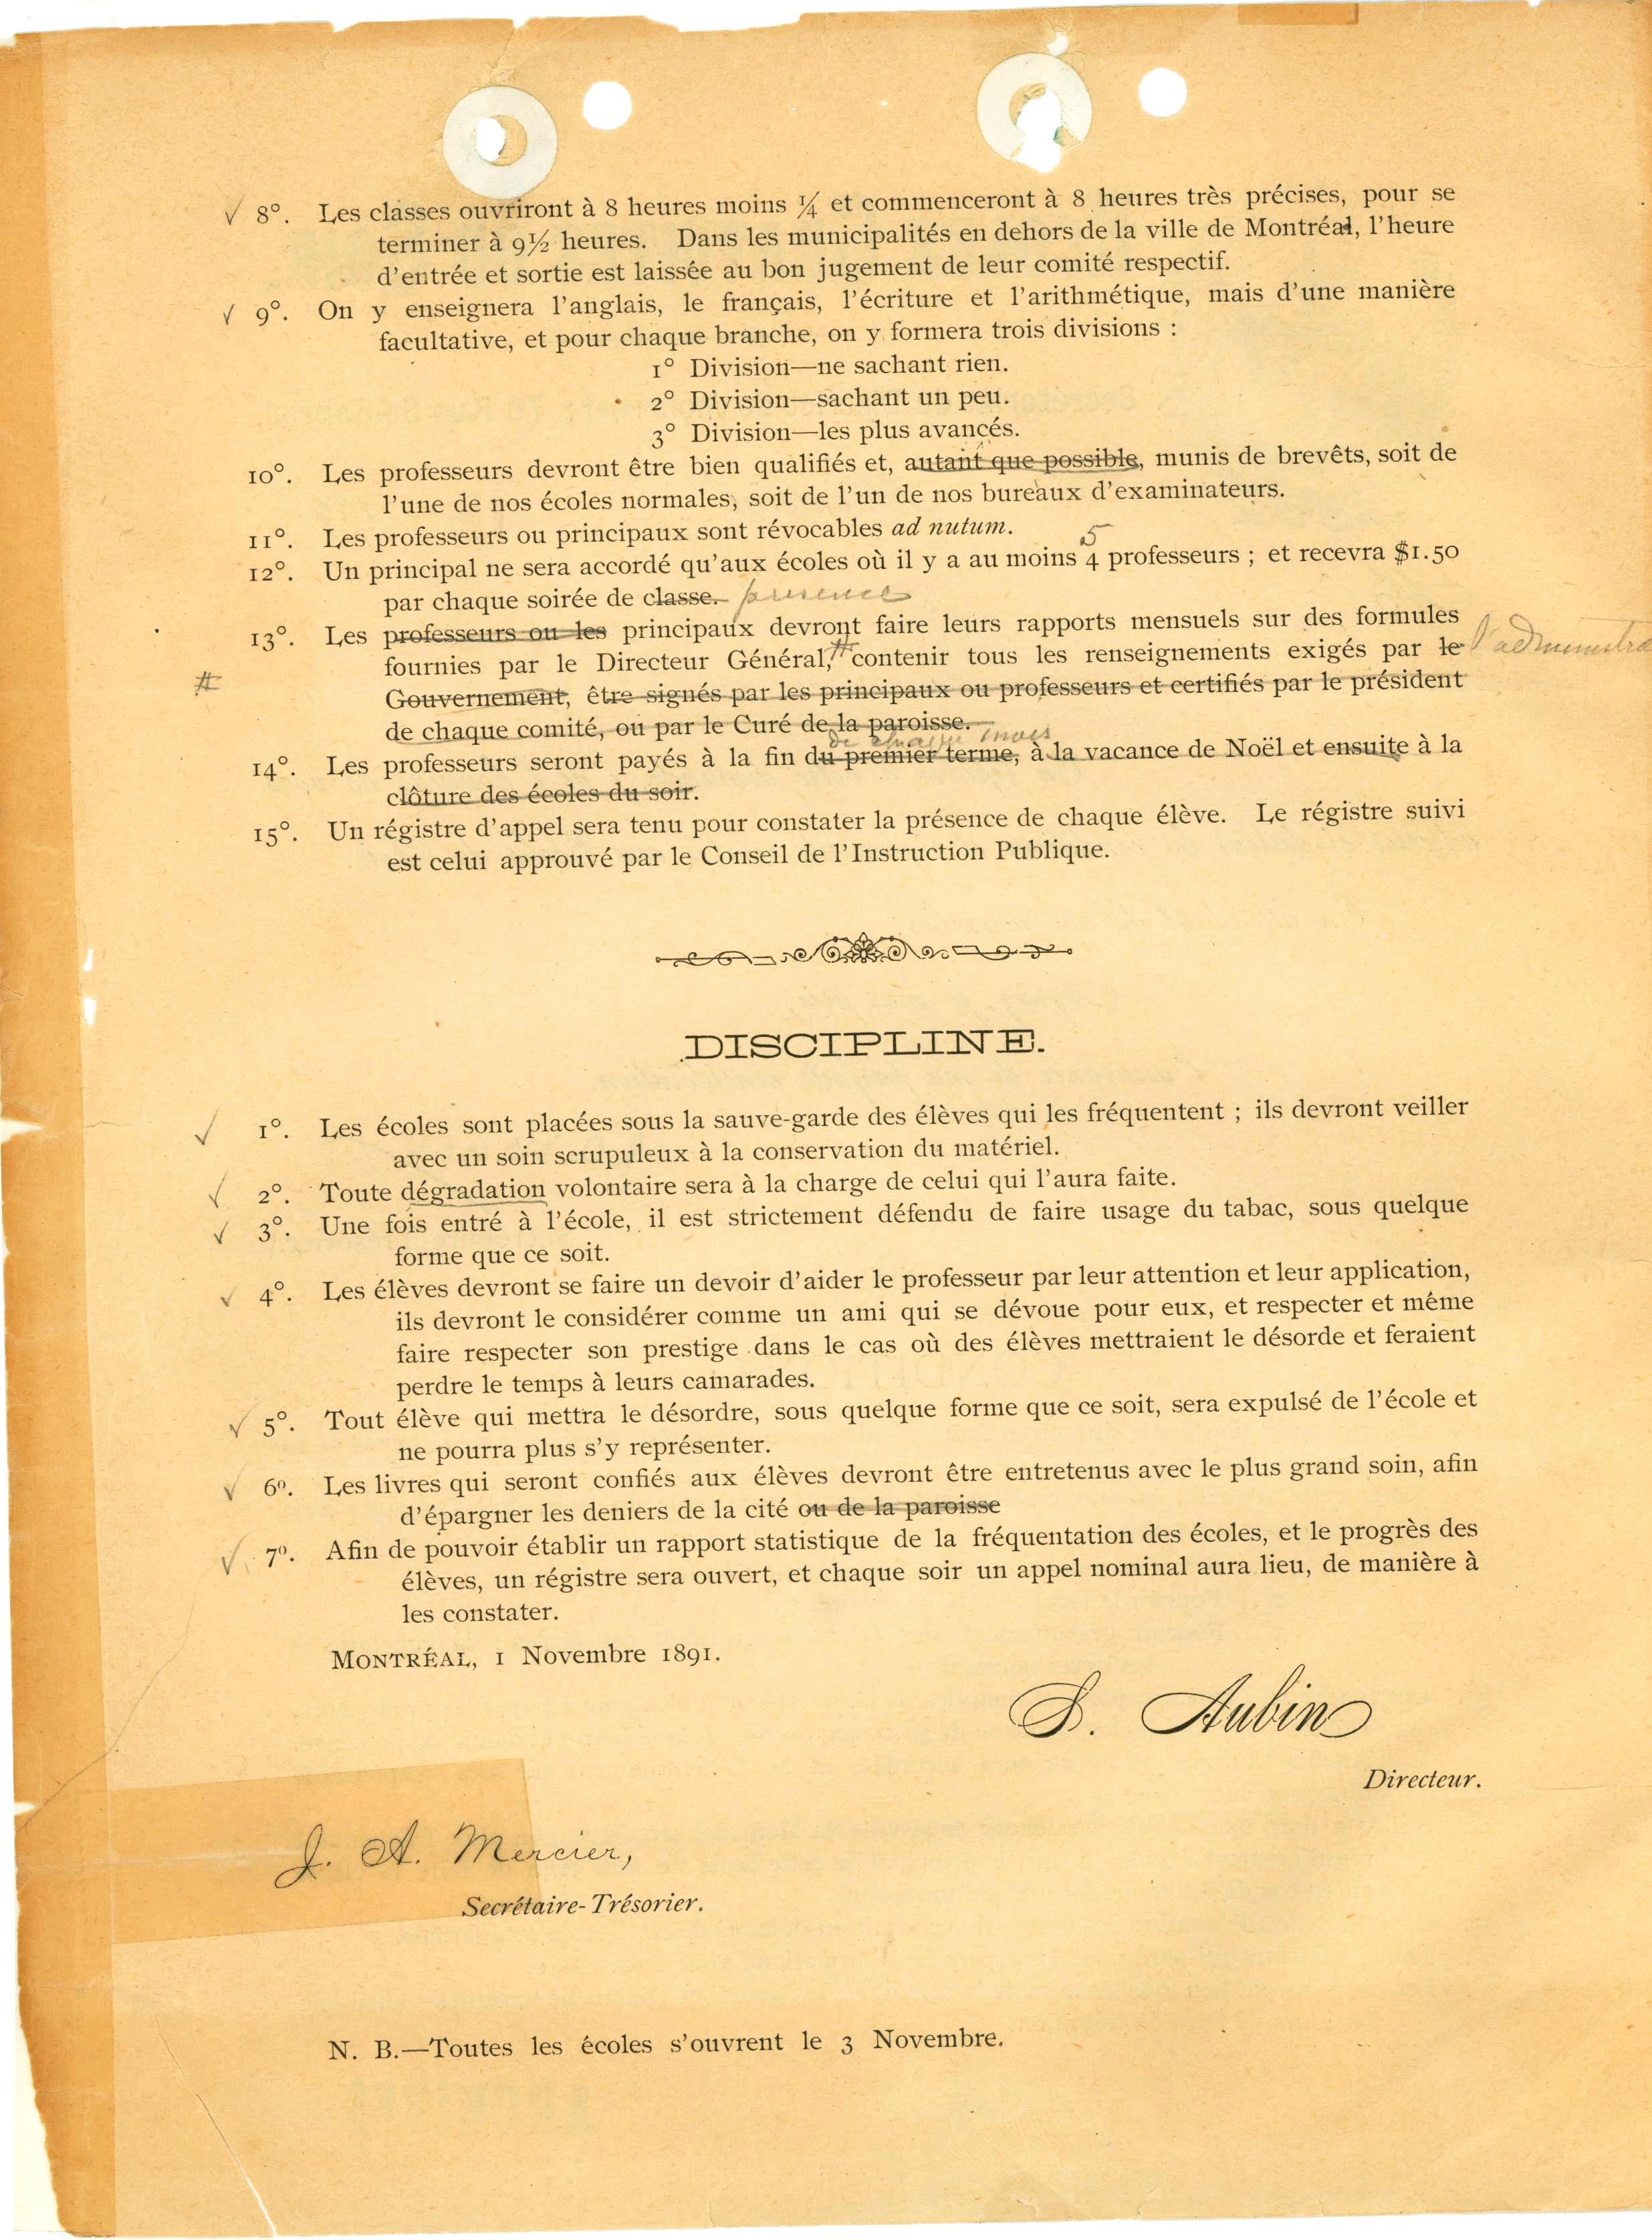 ✓ 8°. Les classes ouvriront à 8 heures moins ¼ et commenceront à 8 heures très précises, pour se
terminer à 9½ heures. Dans les municipalités en dehors de la ville de Montréal, l'heure
d'entrée et sortie est laissée au bon jugement de leur comité respectif.
✓ 9°. On y enseignera l'anglais, le français, l'écriture et l'arithmétique, mais d'une manière
facultative, et pour chaque branche, on y formera trois divisions :
1° Division—ne sachant rien.
2° Division—sachant un peu.
3° Division—les plus avancés.
10°. Les professeurs devront être bien qualifiés et, autant que possible, munis de brevêts, soit de
l'une de nos écoles normales, soit de l'un de nos bureaux d'examinateurs.
11°. Les professeurs ou principaux sont révocables ad nutum.
5
12°. Un principal ne sera accordé qu'aux écoles où il y a au moins 4 professeurs ; et recevra $1.50
par chaque soirée de classe. présence
13°. Les professeurs ou les principaux devront faire leurs rapports mensuels sur des formules
fournies par le Directeur Général, # contenir tous les renseignements exigés par le l'administra
# Gouvernement, être signés par les principaux ou professeurs et certifiés par le président
de chaque comité, ou par le Curé de la paroisse.
de chaque mois
14°. Les professeurs seront payés à la fin du premier terme, à la vacance de Noël et ensuite à la
clôture des écoles du soir.
15°. Un régistre d'appel sera tenu pour constater la présence de chaque élève. Le régistre suivi
est celui approuvé par le Conseil de l'Instruction Publique.
DISCIPLINE.
✓ 1°. Les écoles sont placées sous la sauve-garde des élèves qui les fréquentent ; ils devront veiller
avec un soin scrupuleux à la conservation du matériel.
✓ 2°. Toute dégradation volontaire sera à la charge de celui qui l'aura faite.
✓ 3°. Une fois entré à l'école, il est strictement défendu de faire usage du tabac, sous quelque
forme que ce soit.
✓ 4°. Les élèves devront se faire un devoir d'aider le professeur par leur attention et leur application,
ils devront le considérer comme un ami qui se dévoue pour eux, et respecter et même
faire respecter son prestige dans le cas où des élèves mettraient le désorde et feraient
perdre le temps à leurs camarades.
✓ 5°. Tout élève qui mettra le désordre, sous quelque forme que ce soit, sera expulsé de l'école et
ne pourra plus s'y représenter.
✓ 6°. Les livres qui seront confiés aux élèves devront être entretenus avec le plus grand soin, afin
d'épargner les deniers de la cité ou de la paroisse
✓ 7°. Afin de pouvoir établir un rapport statistique de la fréquentation des écoles, et le progrès des
élèves, un régistre sera ouvert, et chaque soir un appel nominal aura lieu, de manière à
les constater.
MONTRÉAL, 1 Novembre 1891.
S. Aubin
Directeur.
J. A. Mercier,
Secrétaire-Trésorier.
N. B.—Toutes les écoles s'ouvrent le 3 Novembre.